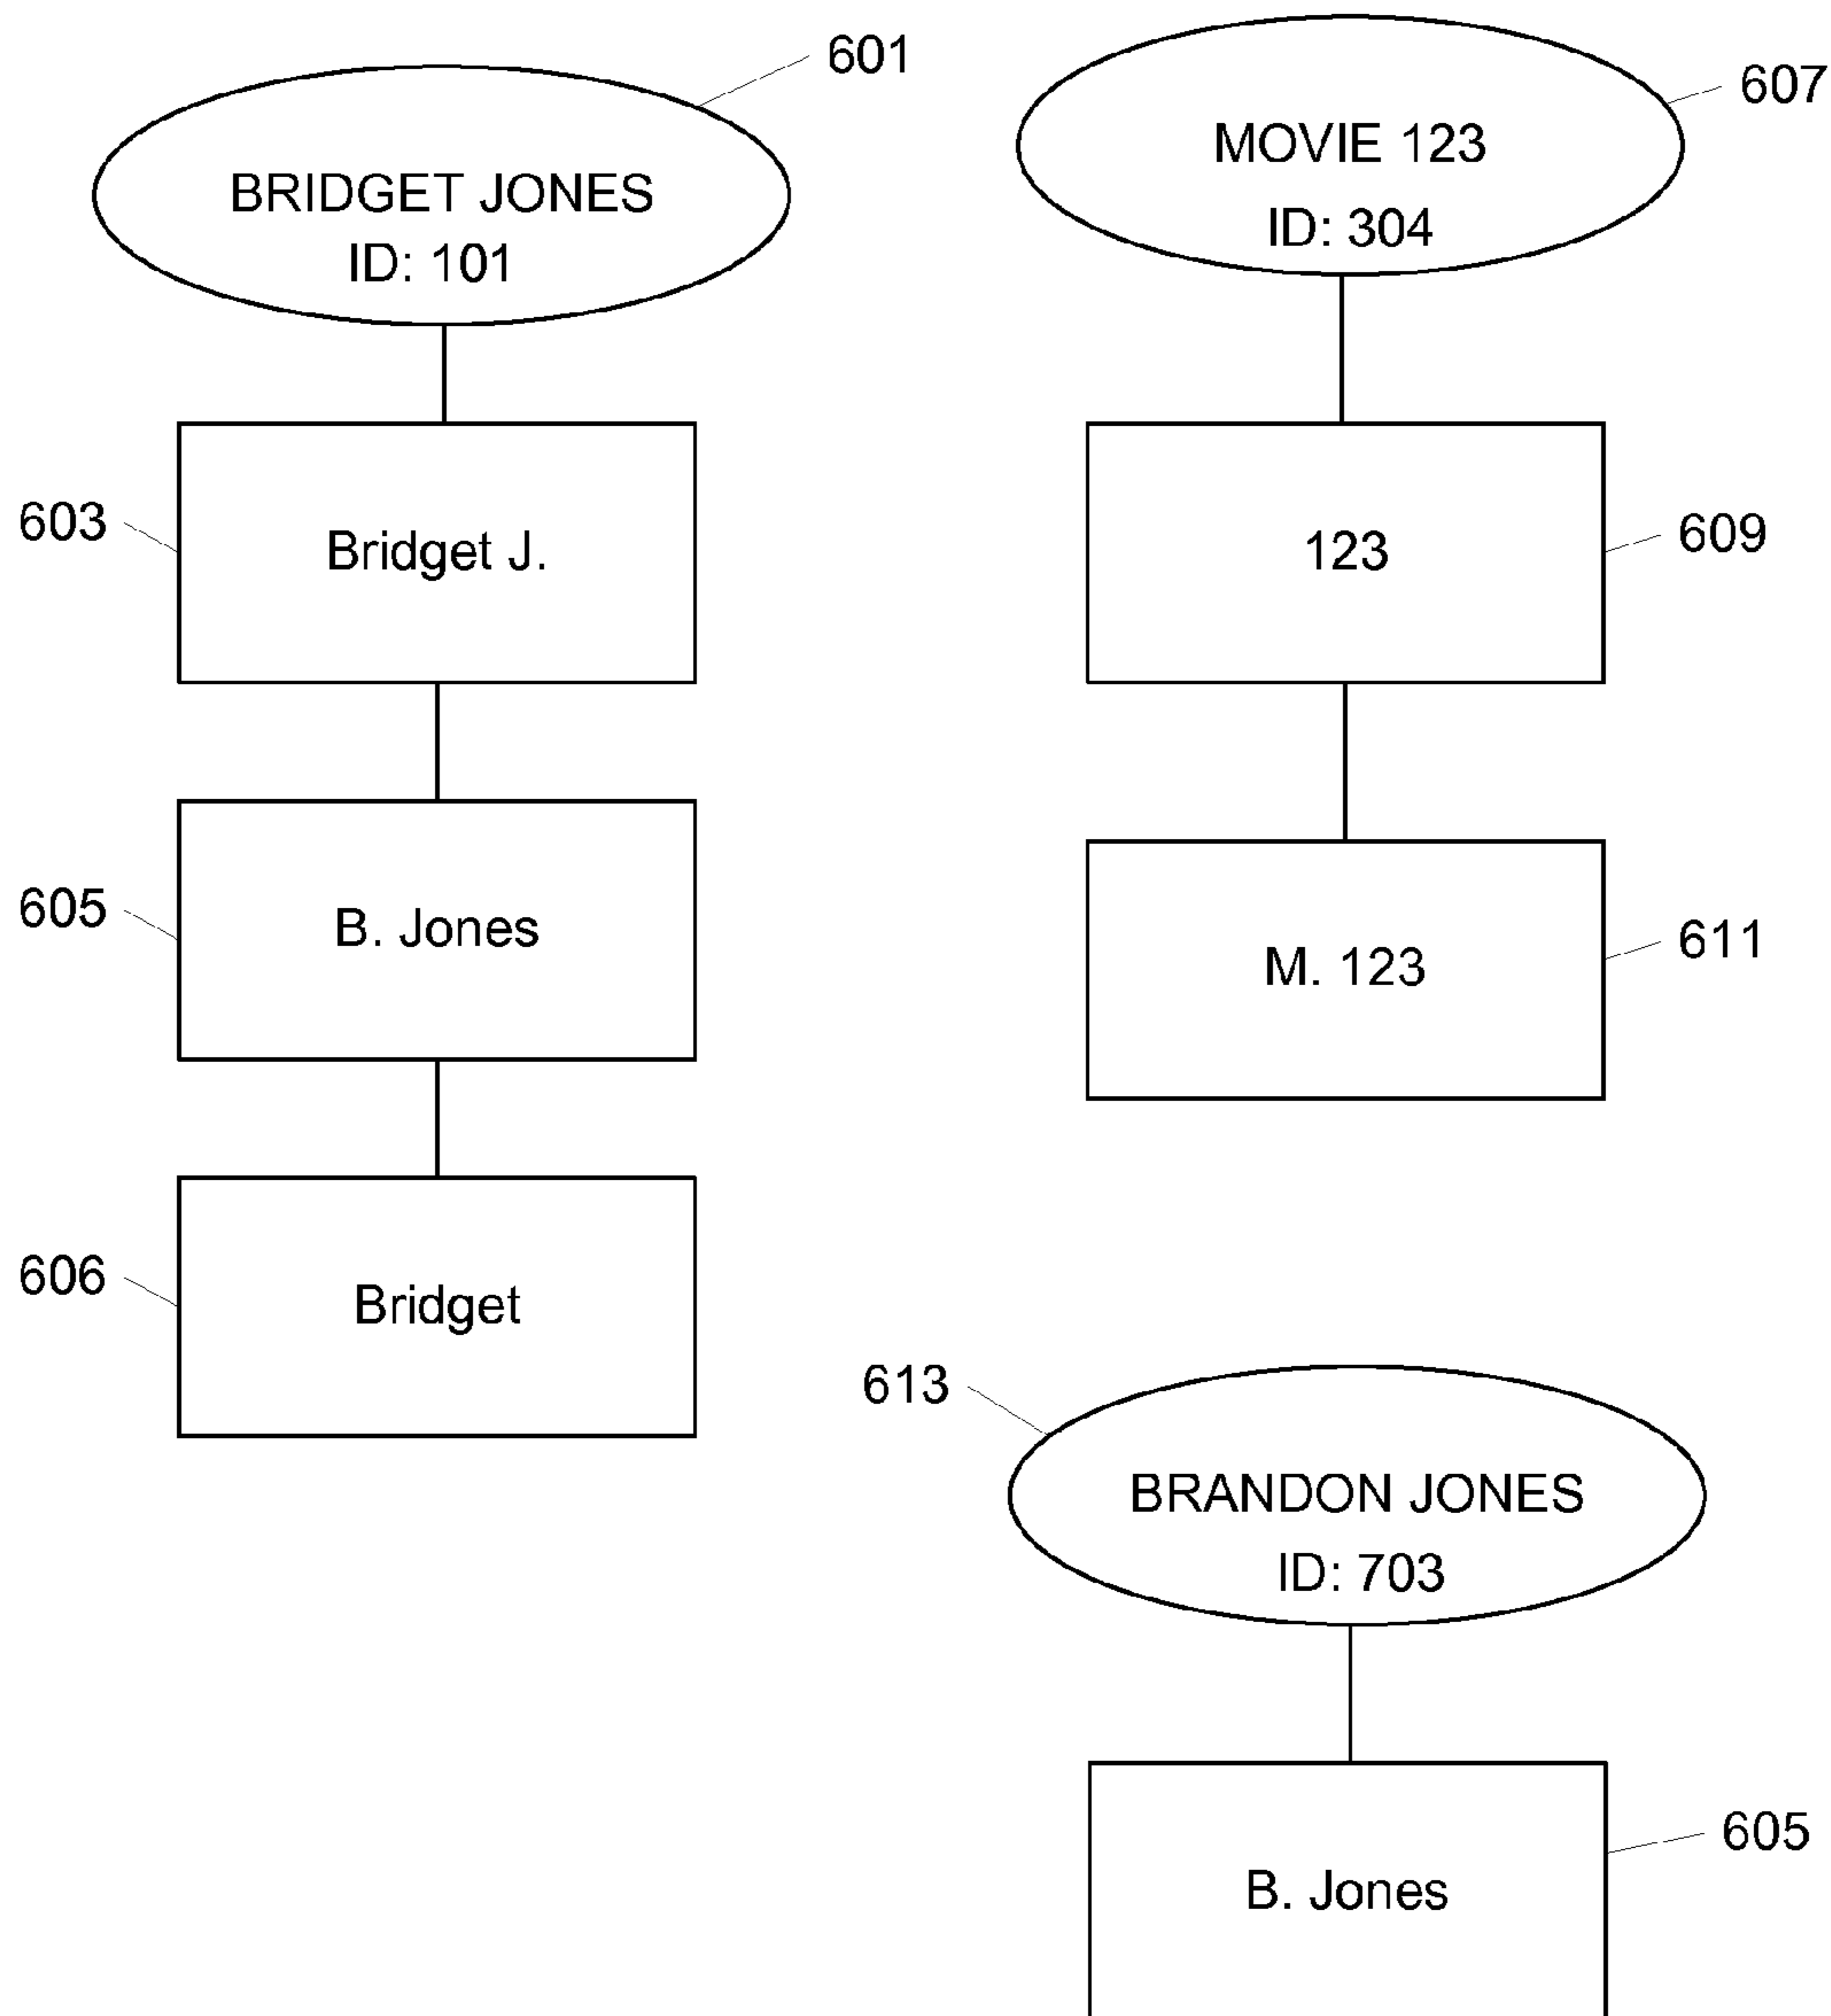 601
BRIDGET JONES
ID: 101
603
Bridget J.
605
B. Jones
606
Bridget
607
MOVIE 123
ID: 304
123
609
M. 123
611
613
BRANDON JONES
ID: 703
605
B. Jones